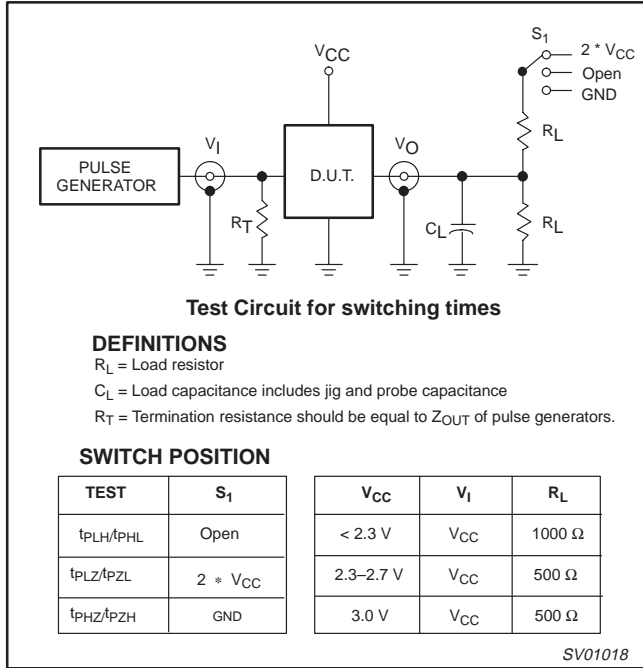 S1
2 * VCC
Open
GND
VCC
RL
VI
VO
PULSE
GENERATOR
D.U.T.
RT
CL
RL
Test Circuit for switching times
DEFINITIONS
RL = Load resistor
CL = Load capacitance includes jig and probe capacitance
RT = Termination resistance should be equal to ZOUT of pulse generators.
SWITCH POSITION
TEST S1
tPLH/tPHL Open
tPLZ/tPZL 2 * VCC
tPHZ/tPZH GND
VCC VI RL
< 2.3 V VCC 1000 Ω
2.3–2.7 V VCC 500 Ω
3.0 V VCC 500 Ω
SV01018